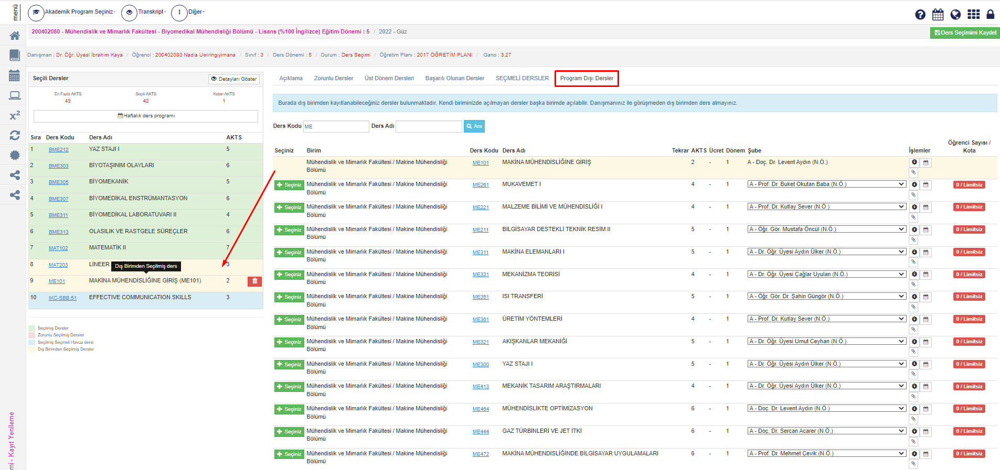 menü
Akademik Program Seçiniz -
Transkript -
Diğer -
200402080 - Mühendislik ve Mimarlık Fakültesi - Biyomedikal Mühendisliği Bölümü - Lisans (%100 İngilizce) Eğitim Dönemi : 5 / 2022 - Güz
Ders Seçimimi Kaydet
Danışman : Dr. Öğr. Üyesi İbrahim Kaya / Öğrenci : 200402080 Nadia Uwiringiyimana / Sınıf : 3 / Ders Dönemi : 5 / Durum : Ders Seçimi / Öğretim Planı : 2017 ÖĞRETİM PLANI / Gano : 3,27
Seçili Dersler
Detayları Göster
En Fazla AKTS Seçili AKTS Kalan AKTS
43 42 1
Haftalık ders programı
Sıra Ders Kodu Ders Adı AKTS
1 BME212 YAZ STAJI I 5
2 BME303 BİYOTAŞINIM OLAYLARI 6
3 BME305 BİYOMEKANİK 5
4 BME307 BİYOMEDİKAL ENSTRÜMANTASYON 6
5 BME311 BİYOMEDİKAL LABORATUVARI II 4
6 BME313 OLASILIK VE RASTGELE SÜREÇLER 6
7 MAT102 MATEMATİK II 7
8 MAT203 LİNEER 3
Dış Birimden Seçilmiş ders
9 ME101 MAKİNA MÜHENDİSLİĞİNE GİRİŞ (ME101) 2
10 IKC-SBB.51 EFFECTIVE COMMUNICATION SKILLS 3
Seçilmiş Dersler
Zorunlu Seçilmiş Dersler
Seçilmiş Seçmeli Havuz dersi
Dış Birimden Seçilmiş Dersler
Açıklama Zorunlu Dersler Üst Dönem Dersleri Başarılı Olunan Dersler SEÇMELİ DERSLER Program Dışı Dersler
Burada dış birimden kayıtlanabileceğiniz dersler bulunmaktadır. Kendi biriminizde açılmayan dersler başka birimde açılabilir. Danışmanınız ile görüşmeden dış birimden ders almayınız.
Ders Kodu ME Ders Adı Ara
Seçiniz Birim Ders Kodu Ders Adı Tekrar AKTS Ücret Dönem Şube İşlemler Öğrenci Sayısı / Kota
Mühendislik ve Mimarlık Fakültesi / Makine Mühendisliği Bölümü ME101 MAKİNA MÜHENDİSLİĞİNE GİRİŞ 2 - 1 A - Doç. Dr. Levent Aydın (N.Ö.)
Seçiniz Mühendislik ve Mimarlık Fakültesi / Makine Mühendisliği Bölümü ME261 MUKAVEMET I 4 - 1 A - Prof. Dr. Buket Okutan Baba (N.Ö.) 0 / Limitsiz
Seçiniz Mühendislik ve Mimarlık Fakültesi / Makine Mühendisliği Bölümü ME221 MALZEME BİLİMİ VE MÜHENDİSLİĞİ I 4 - 1 A - Prof. Dr. Kutlay Sever (N.Ö.) 0 / Limitsiz
Seçiniz Mühendislik ve Mimarlık Fakültesi / Makine Mühendisliği Bölümü ME211 BİLGİSAYAR DESTEKLİ TEKNİK RESİM II 5 - 1 A - Öğr. Gör. Mustafa Öncül (N.Ö.) 0 / Limitsiz
Seçiniz Mühendislik ve Mimarlık Fakültesi / Makine Mühendisliği Bölümü ME311 MAKİNA ELEMANLARI I 5 - 1 A - Dr. Öğr. Üyesi Aydın Ülker (N.Ö.) 0 / Limitsiz
Seçiniz Mühendislik ve Mimarlık Fakültesi / Makine Mühendisliği Bölümü ME331 MEKANİZMA TEORİSİ 4 - 1 A - Dr. Öğr. Üyesi Çağlar Uyulan (N.Ö.) 0 / Limitsiz
Seçiniz Mühendislik ve Mimarlık Fakültesi / Makine Mühendisliği Bölümü ME351 ISI TRANSFERİ 5 - 1 A - Öğr. Gör. Dr. Şahin Güngör (N.Ö.) 0 / Limitsiz
Seçiniz Mühendislik ve Mimarlık Fakültesi / Makine Mühendisliği Bölümü ME361 ÜRETİM YÖNTEMLERİ 4 - 1 A - Prof. Dr. Kutlay Sever (N.Ö.) 0 / Limitsiz
Seçiniz Mühendislik ve Mimarlık Fakültesi / Makine Mühendisliği Bölümü ME321 AKIŞKANLAR MEKANİĞİ 5 - 1 A - Dr. Öğr. Üyesi Umut Ceyhan (N.Ö.) 0 / Limitsiz
Seçiniz Mühendislik ve Mimarlık Fakültesi / Makine Mühendisliği Bölümü ME300 YAZ STAJI I 5 - 1 A - Dr. Öğr. Üyesi Aydın Ülker (N.Ö.) 0 / Limitsiz
Seçiniz Mühendislik ve Mimarlık Fakültesi / Makine Mühendisliği Bölümü ME413 MEKANİK TASARIM ARAŞTIRMALARI 4 - 1 A - Dr. Öğr. Üyesi Aydın Ülker (N.Ö.) 0 / Limitsiz
Seçiniz Mühendislik ve Mimarlık Fakültesi / Makine Mühendisliği Bölümü ME464 MÜHENDİSLİKTE OPTİMİZASYON 6 - 1 A - Doç. Dr. Levent Aydın (N.Ö.) 0 / Limitsiz
Seçiniz Mühendislik ve Mimarlık Fakültesi / Makine Mühendisliği Bölümü ME444 GAZ TÜRBİNLERİ VE JET İTKİ 6 - 1 A - Doç. Dr. Sercan Acarer (N.Ö.) 0 / Limitsiz
Seçiniz Mühendislik ve Mimarlık Fakültesi / Makine Mühendisliği Bölümü ME472 MAKİNA MÜHENDİSLİĞİNDE BİLGİSAYAR UYGULAMALARI 6 - 1 A - Prof. Dr. Mehmet Çevik (N.Ö.) 0 / Limitsiz
x²
mi - Kayıt Yenileme